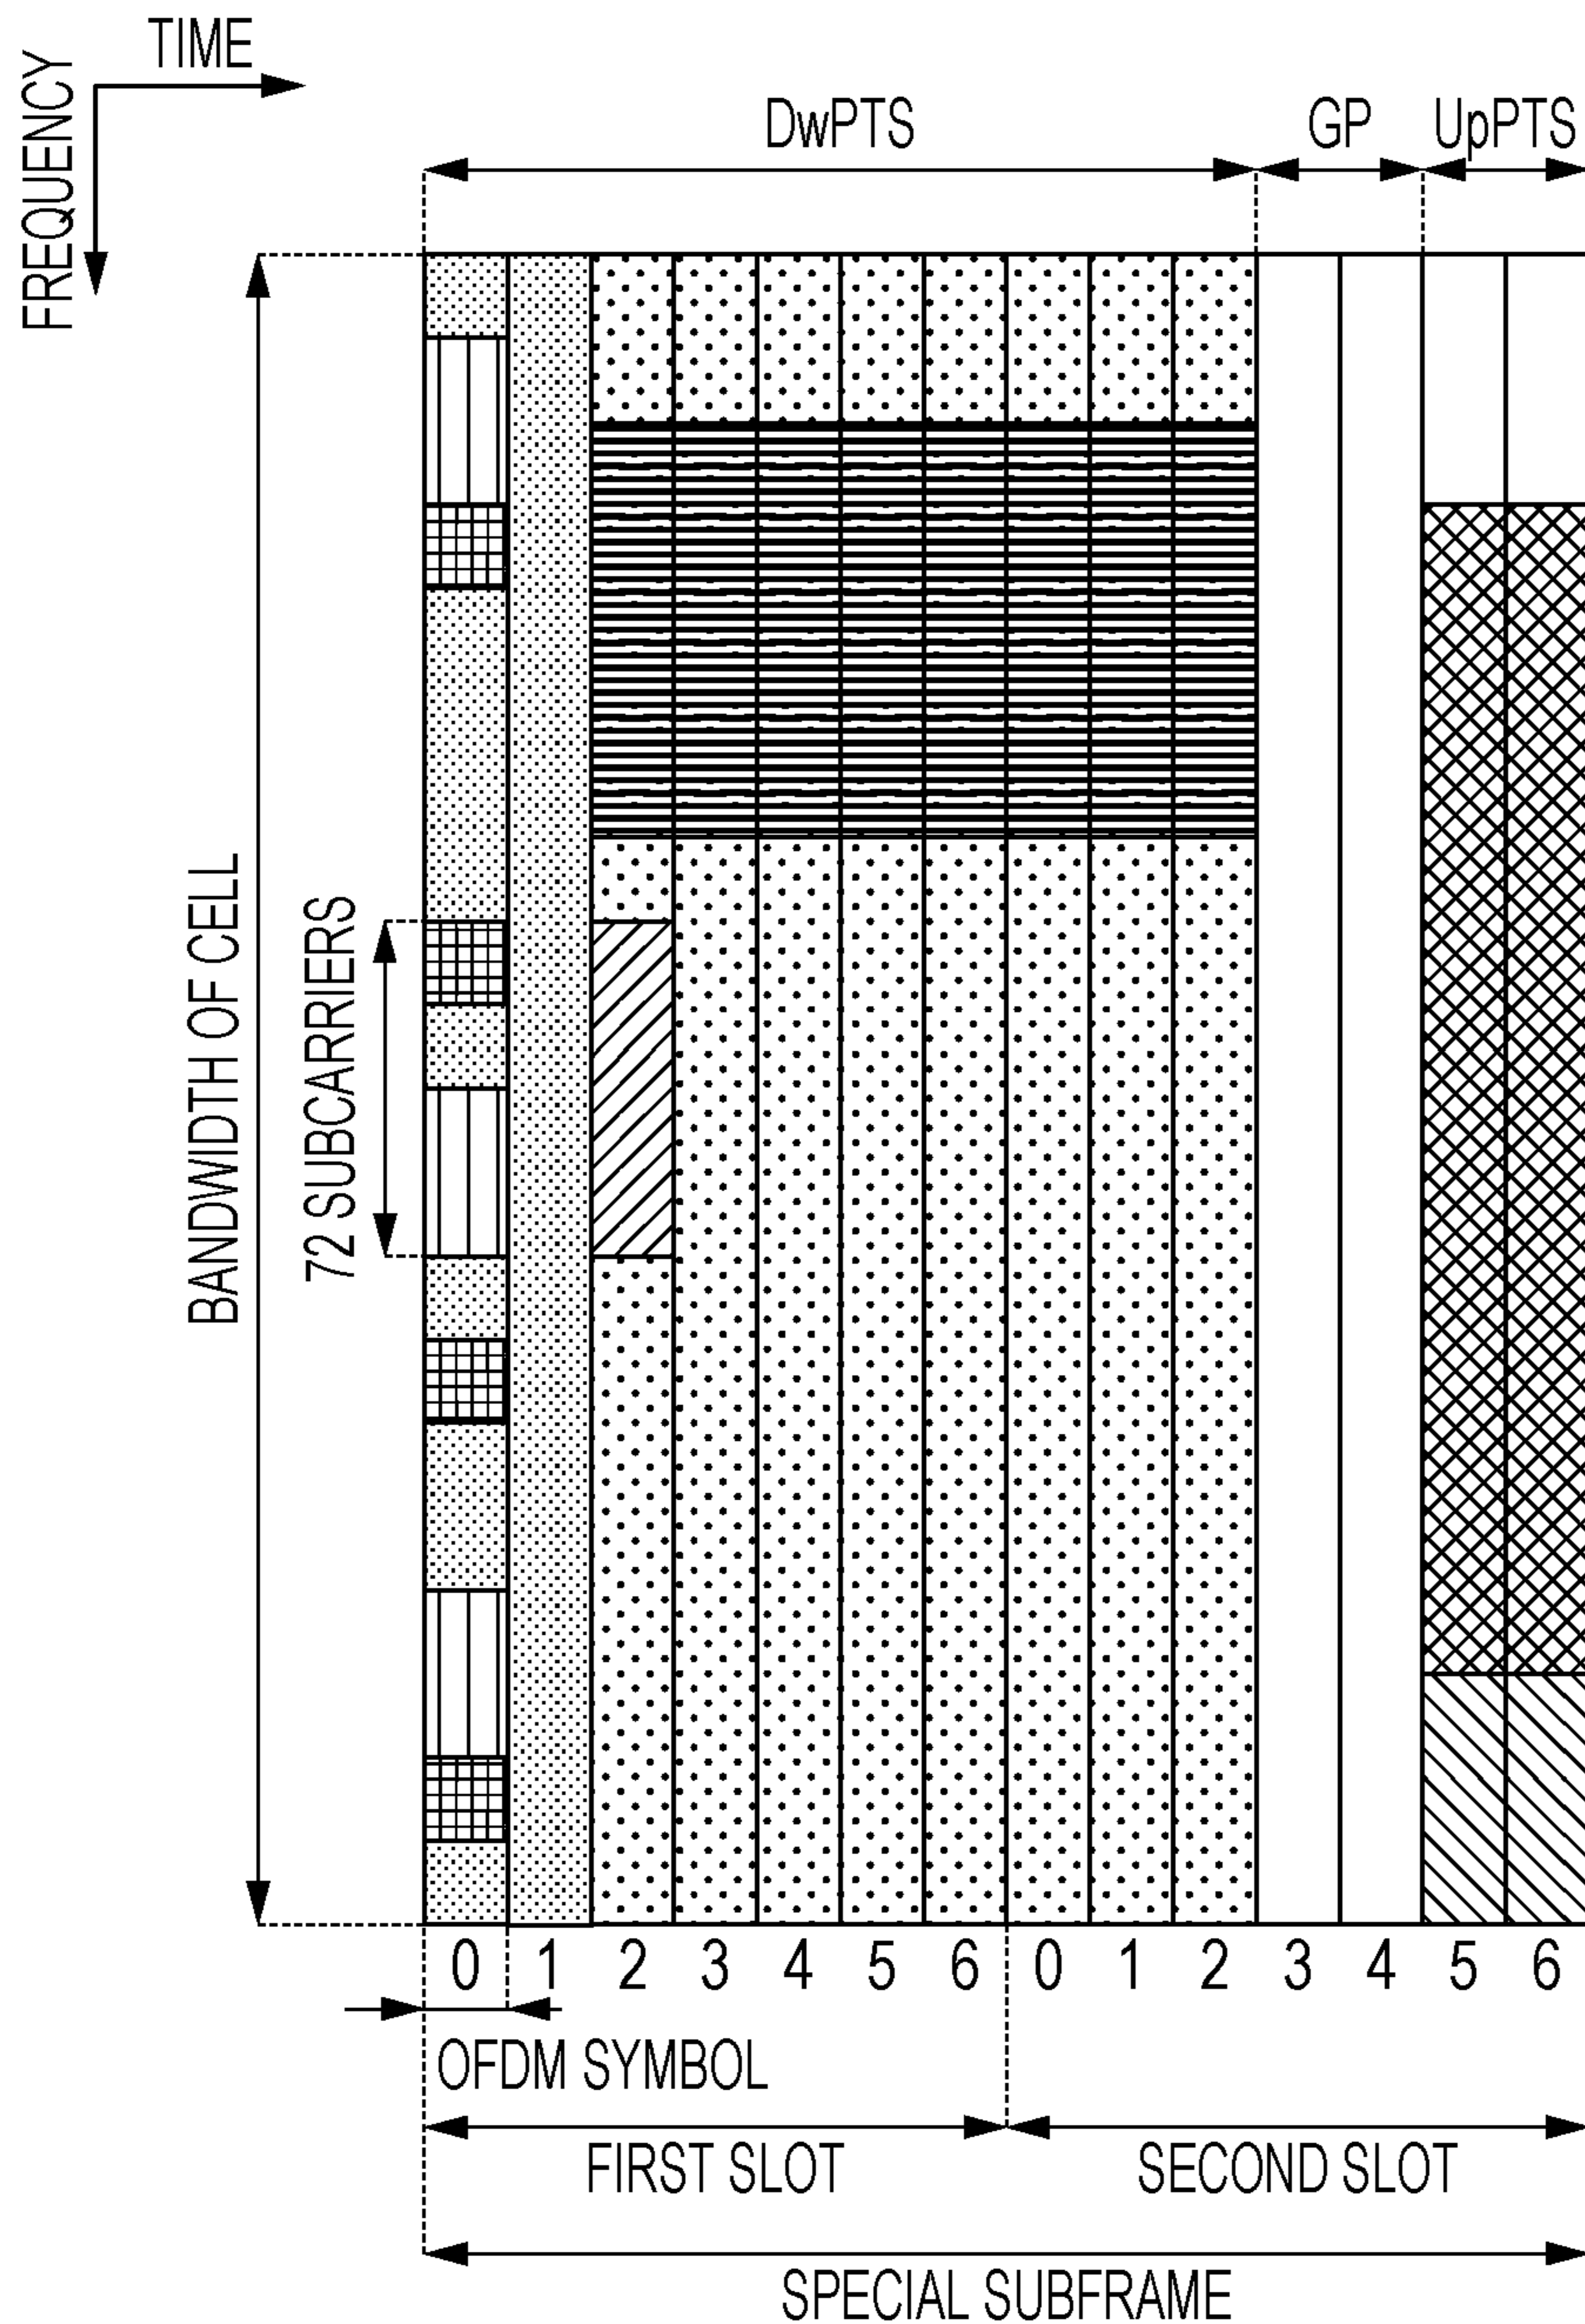 TIME
FREQUENCY
DwPTS GP UpPTS
BANDWIDTH OF CELL
72 SUBCARRIERS
0 1 2 3 4 5 6 0 1 2 3 4 5 6
OFDM SYMBOL
FIRST SLOT SECOND SLOT
SPECIAL SUBFRAME